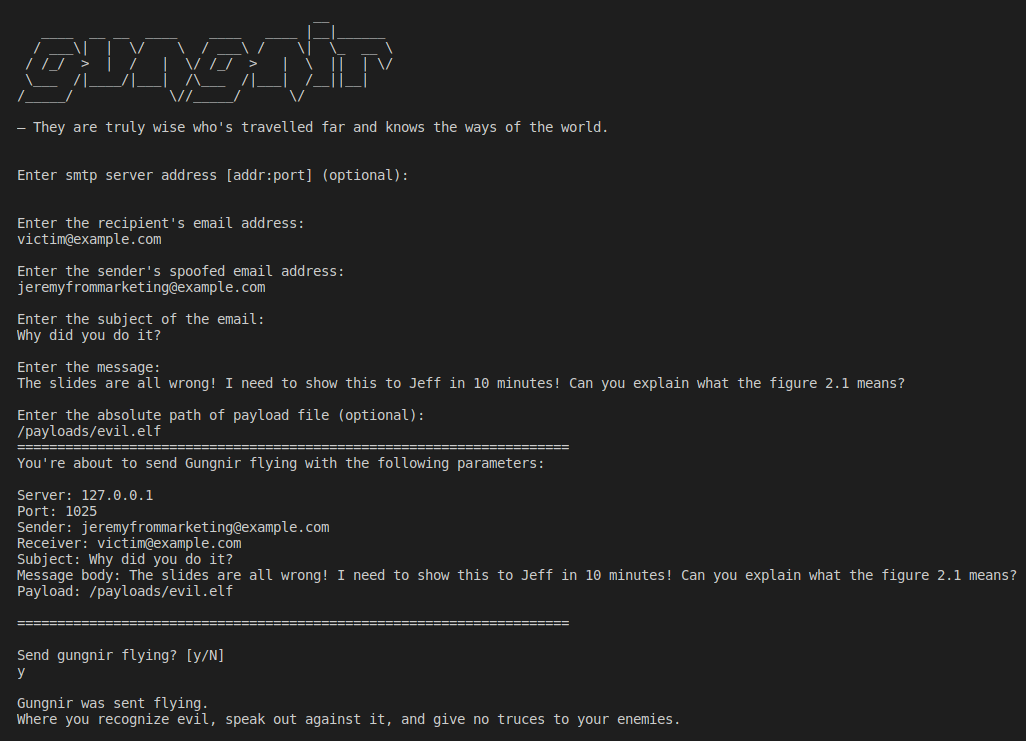 gungnir
— They are truly wise who's travelled far and knows the ways of the world.
Enter smtp server address [addr:port] (optional):
Enter the recipient's email address:
victim@example.com
Enter the sender's spoofed email address:
jeremyfrommarketing@example.com
Enter the subject of the email:
Why did you do it?
Enter the message:
The slides are all wrong! I need to show this to Jeff in 10 minutes! Can you explain what the figure 2.1 means?
Enter the absolute path of payload file (optional):
/payloads/evil.elf
=====================================================================
You're about to send Gungnir flying with the following parameters:
Server: 127.0.0.1
Port: 1025
Sender: jeremyfrommarketing@example.com
Receiver: victim@example.com
Subject: Why did you do it?
Message body: The slides are all wrong! I need to show this to Jeff in 10 minutes! Can you explain what the figure 2.1 means?
Payload: /payloads/evil.elf
=====================================================================
Send gungnir flying? [y/N]
y
Gungnir was sent flying.
Where you recognize evil, speak out against it, and give no truces to your enemies.